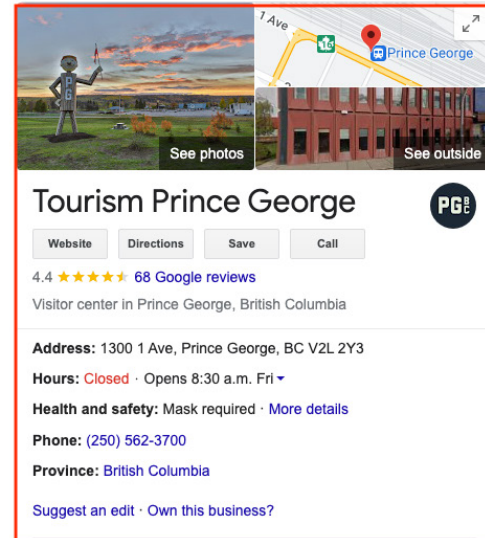 1 Ave
16
Prince George
PG
See photos
See outside
Tourism Prince George
PG BC
Website
Directions
Save
Call
4.4 ★★★★★ 68 Google reviews
Visitor center in Prince George, British Columbia
Address: 1300 1 Ave, Prince George, BC V2L 2Y3
Hours: Closed · Opens 8:30 a.m. Fri
Health and safety: Mask required · More details
Phone: (250) 562-3700
Province: British Columbia
Suggest an edit · Own this business?